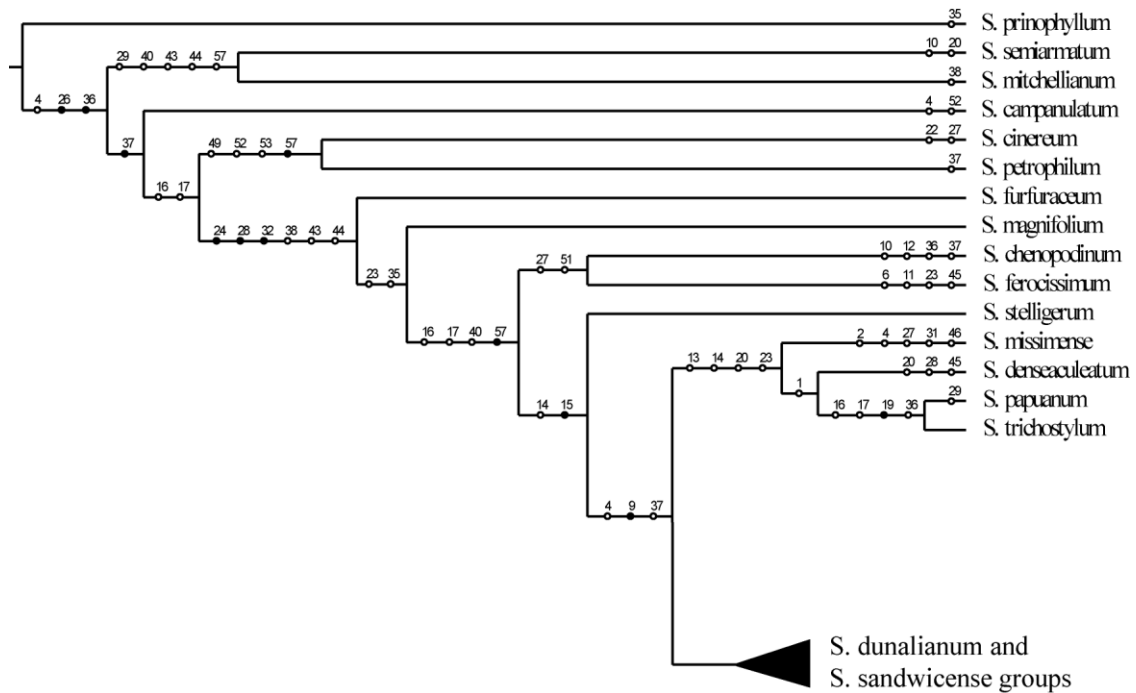 35
S. prinophyllum
10 20
S. semiarmatum
29 40 43 44 57
38
S. mitchellianum
4 26 36
4 52
S. campanulatum
37
22 27
S. cinereum
49 52 53 57
37
S. petrophilum
16 17
S. furfuraceum
24 28 32 38 43 44
S. magnifolium
23 35
10 12 36 37
S. chenopodinum
27 51
6 11 23 45
S. ferocissimum
S. stelligerum
16 17 40 57
2 4 27 31 46
S. missimense
13 14 20 23
20 28 45
S. denseaculeatum
1
29
S. papuanum
14 15
16 17 19 36
S. trichostylum
4 9 37
S. dunalianum and
S. sandwicense groups